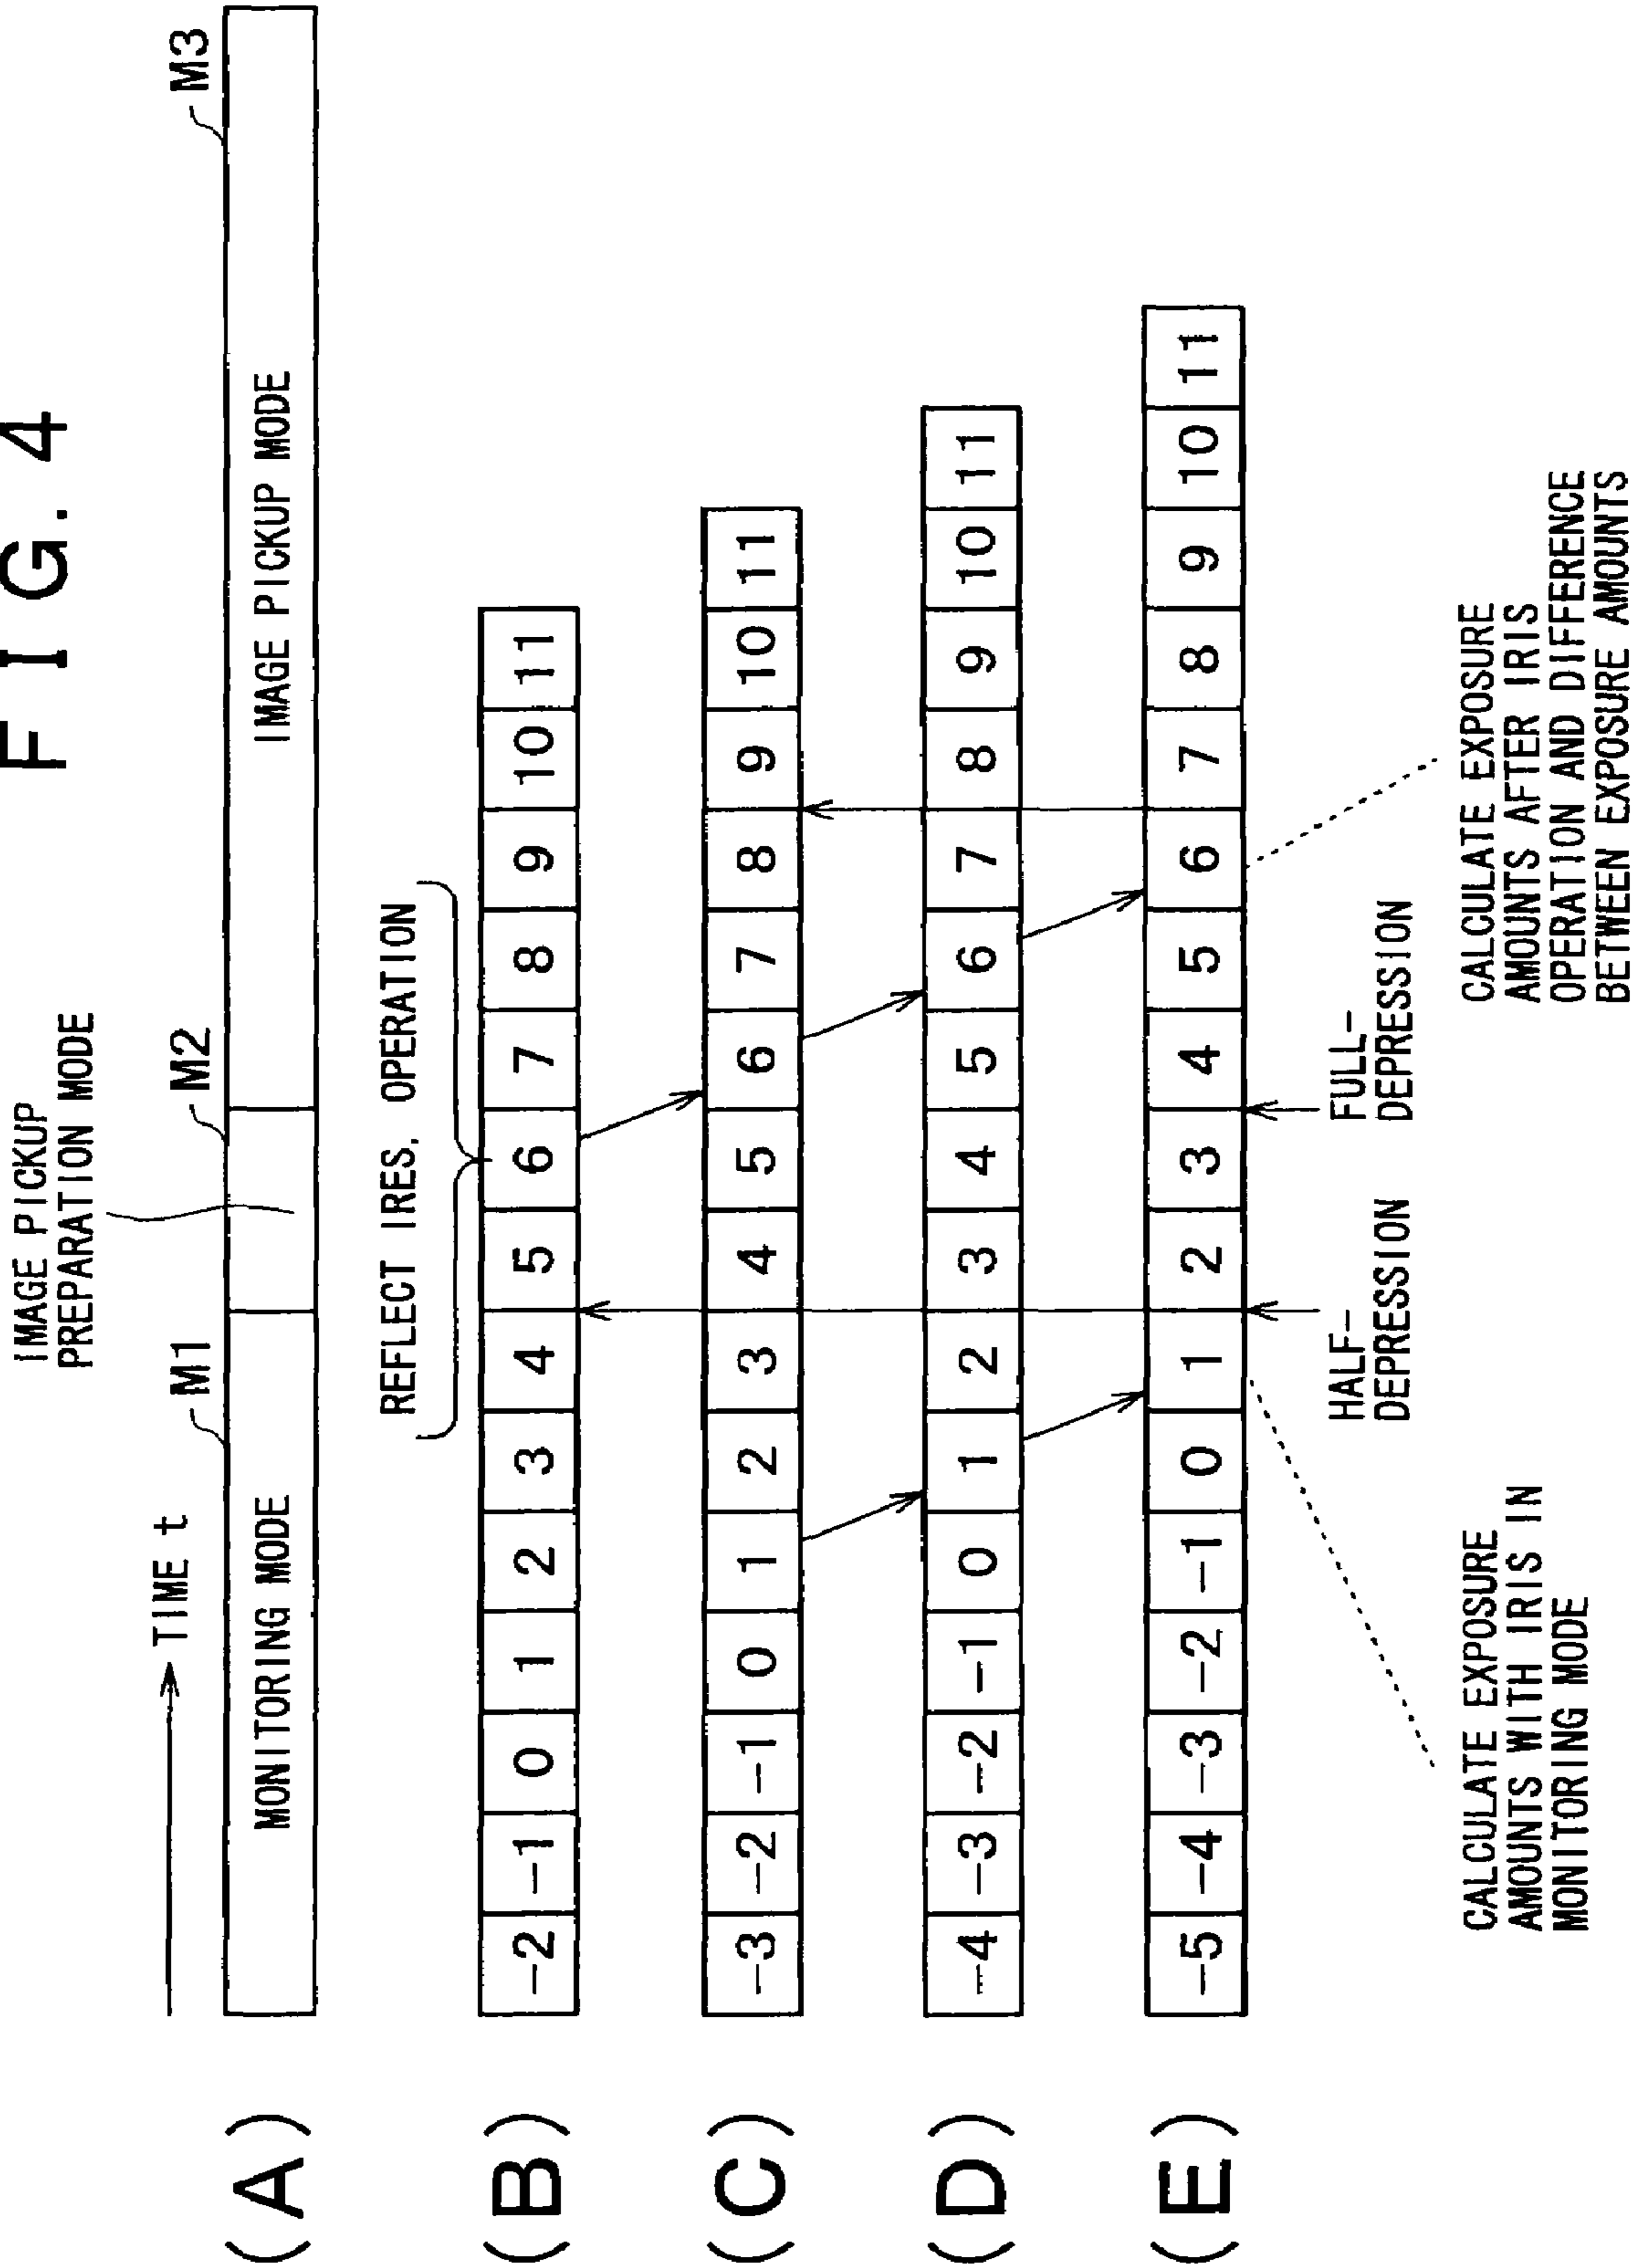 FIG. 4
IMAGE PICKUP
PREPARATION MODE
TIME t
M1
M2
M3
(A)
MONITORING MODE
IMAGE PICKUP MODE
REFLECT IRES. OPERATION
(B)
-2 -1 0 1 2 3 4 5 6 7 8 9 10 11
(C)
-3 -2 -1 0 1 2 3 4 5 6 7 8 9 10 11
(D)
-4 -3 -2 -1 0 1 2 3 4 5 6 7 8 9 10 11
(E)
-5 -4 -3 -2 -1 0 1 2 3 4 5 6 7 8 9 10 11
HALF-
DEPRESSION
FULL-
DEPRESSION
CALCULATE EXPOSURE
AMOUNTS WITH IRIS IN
MONITORING MODE
CALCULATE EXPOSURE
AMOUNTS AFTER IRIS
OPERATION AND DIFFERENCE
BETWEEN EXPOSURE AMOUNTS